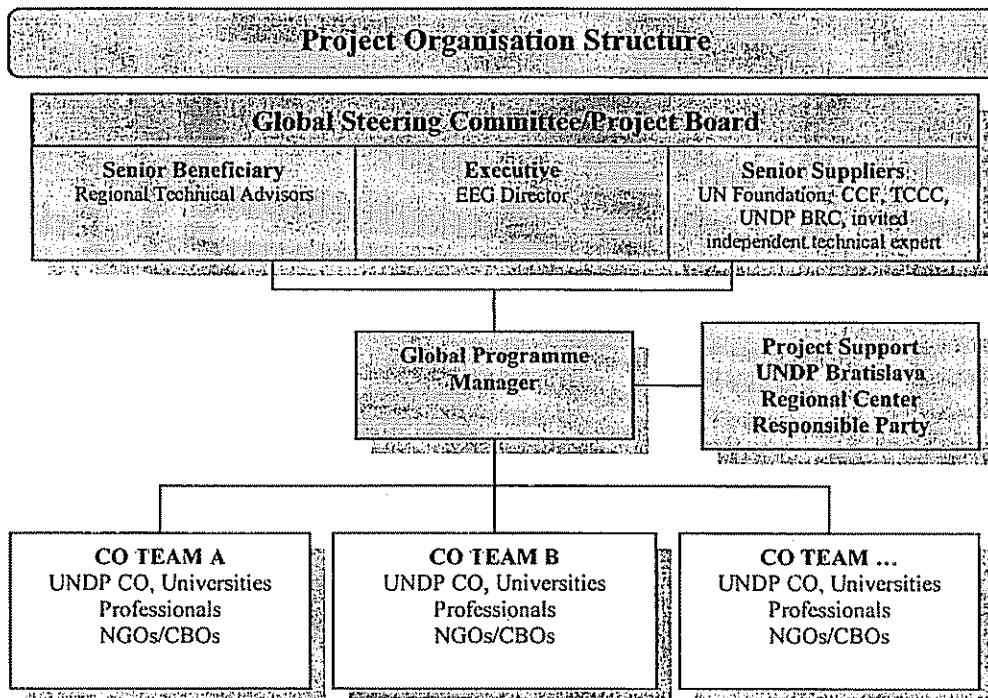 Project Organisation Structure
Global Steering Committee/Project Board
Senior Beneficiary
Regional Technical Advisors
Executive
EEG Director
Senior Suppliers
UN Foundation, CCF, TCCC,
UNDP BRC, invited
independent technical expert
Global Programme
Manager
Project Support
UNDP Bratislava
Regional Center
Responsible Party
CO TEAM A
UNDP CO, Universities
Professionals
NGOs/CBOs
CO TEAM B
UNDP CO, Universities
Professionals
NGOs/CBOs
CO TEAM ...
UNDP CO, Universities
Professionals
NGOs/CBOs